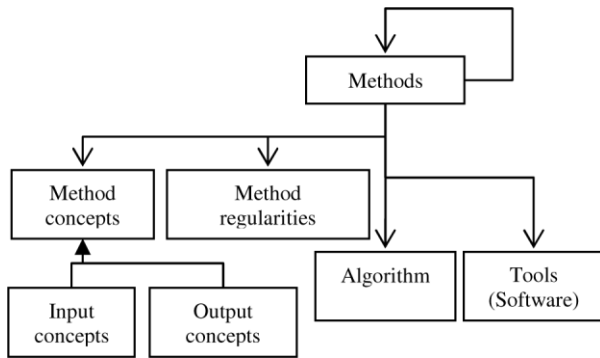 Methods
Method
concepts
Method
regularities
Algorithm
Tools
(Software)
Input
concepts
Output
concepts